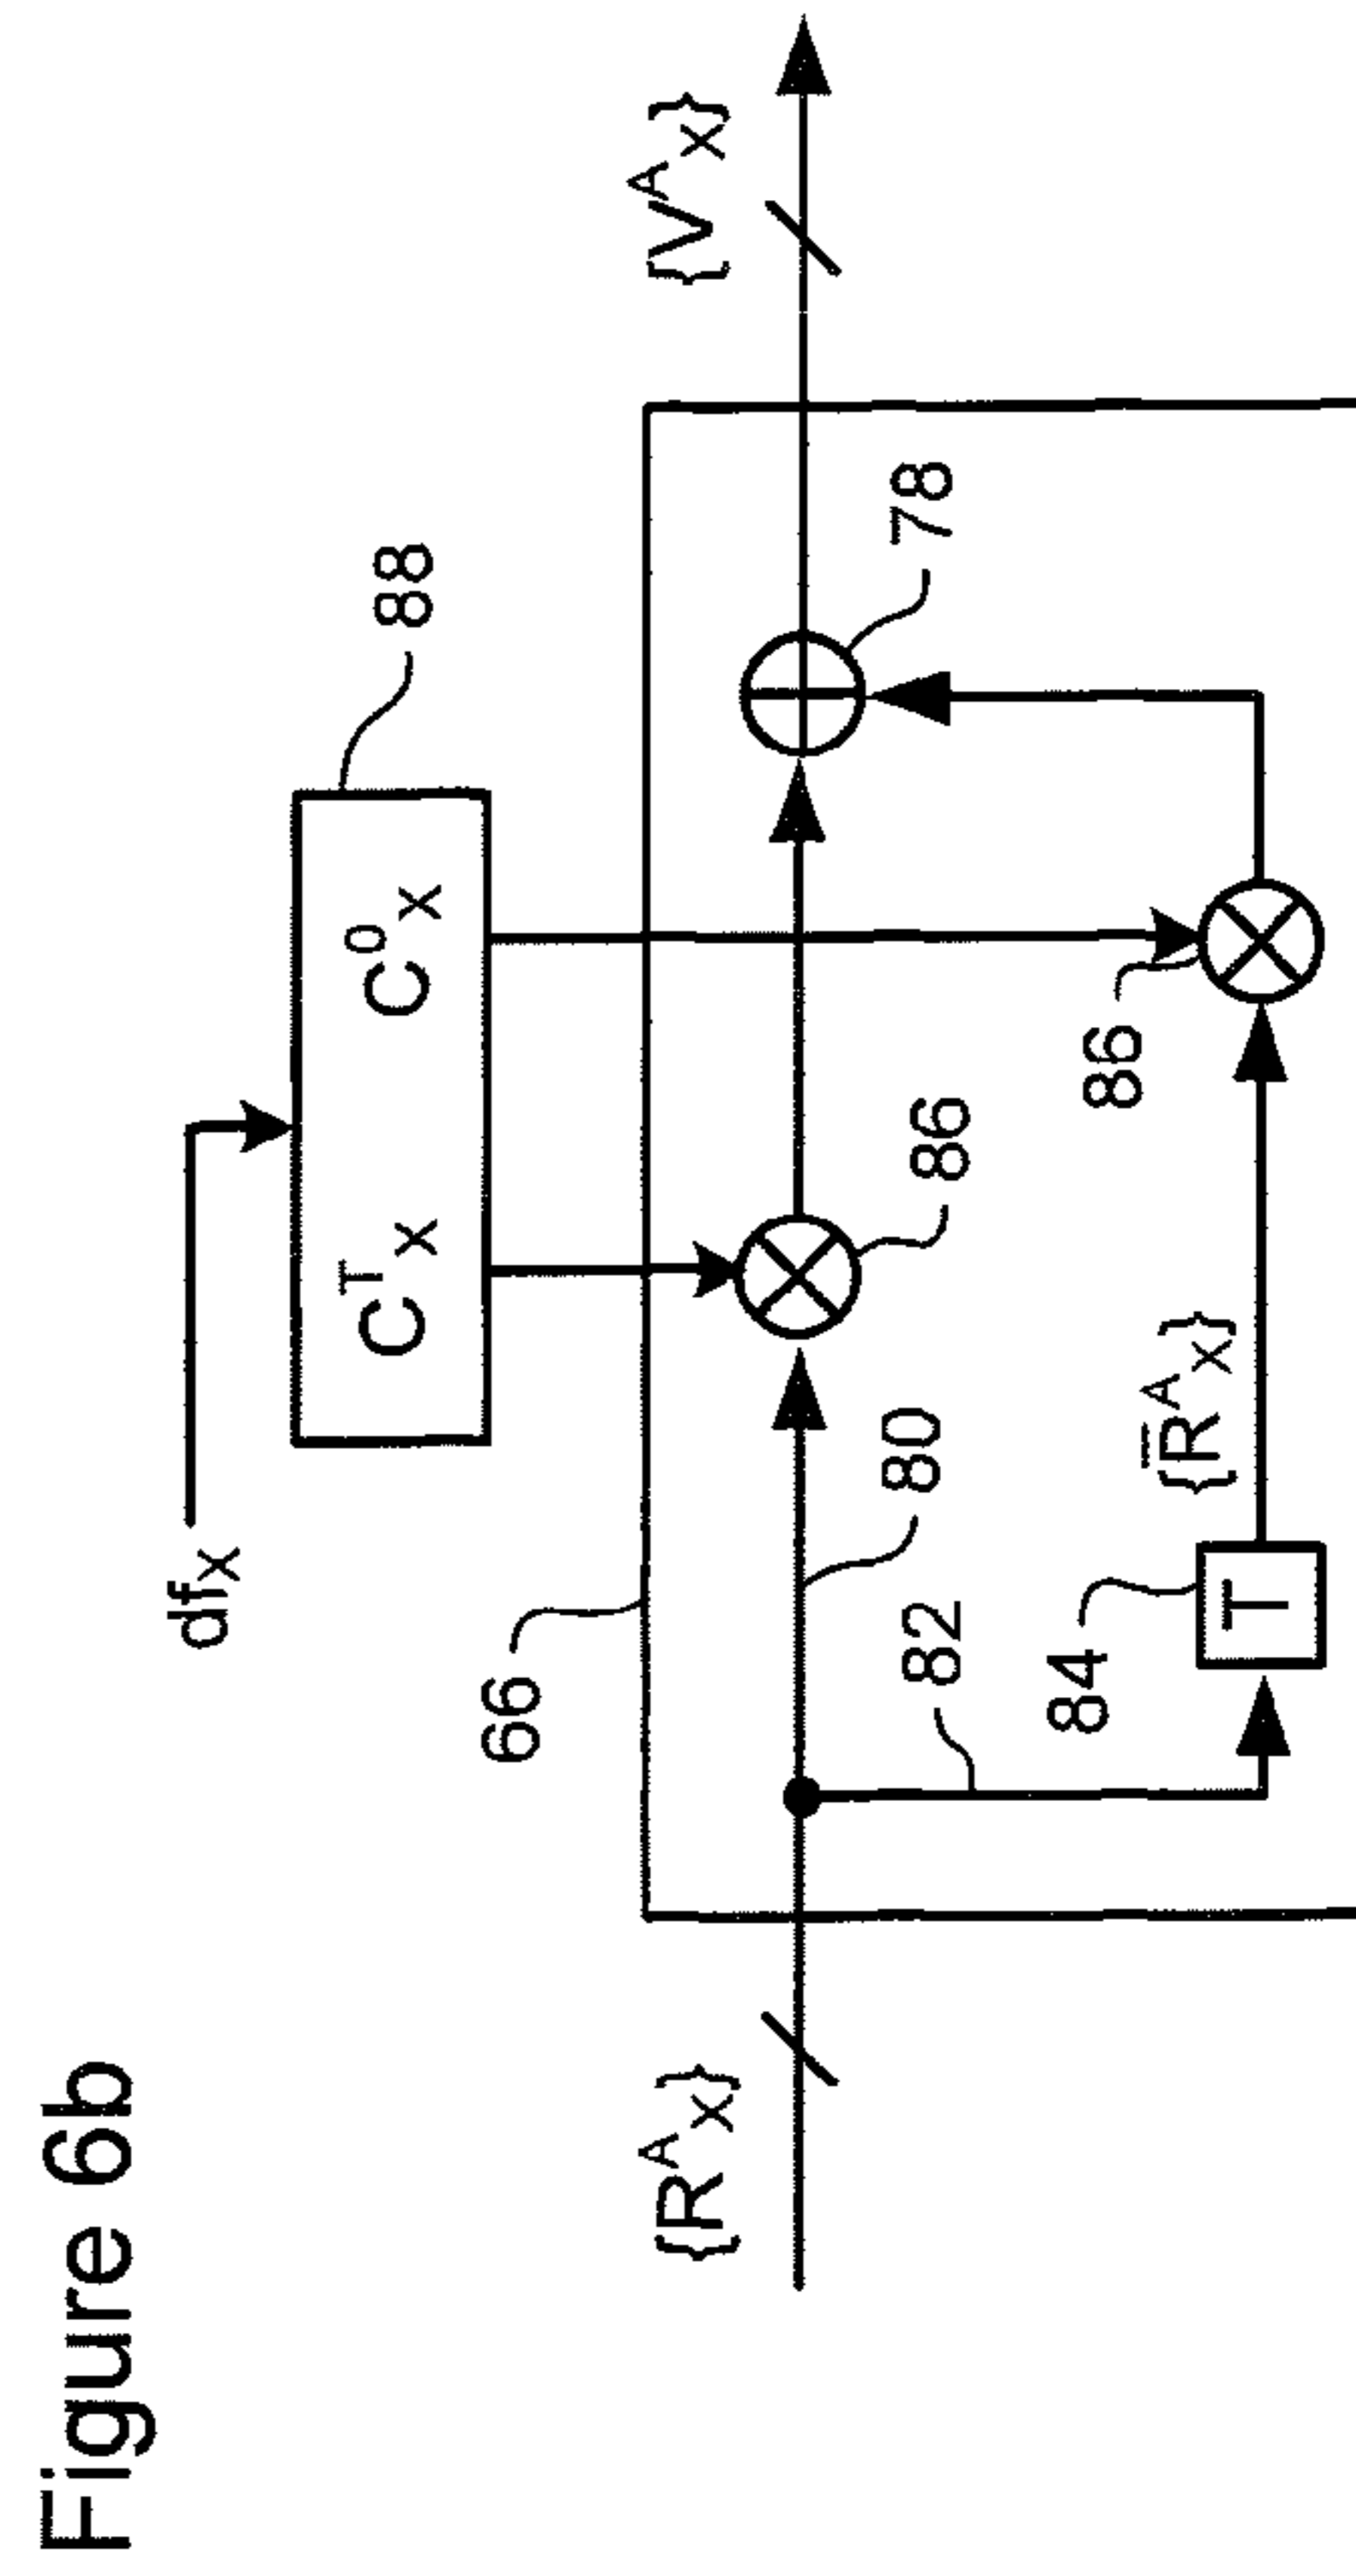 Figure 6b
df_X
88
C^T_X C^0_X
66
{R^A_X}
{V^A_X}
80
86
78
82
84
T
{R̅^A_X}
86